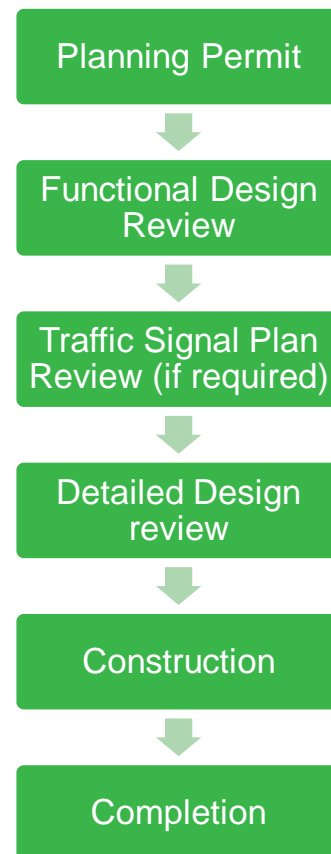 Planning Permit
Functional Design
Review
Traffic Signal Plan
Review (if required)
Detailed Design
review
Construction
Completion